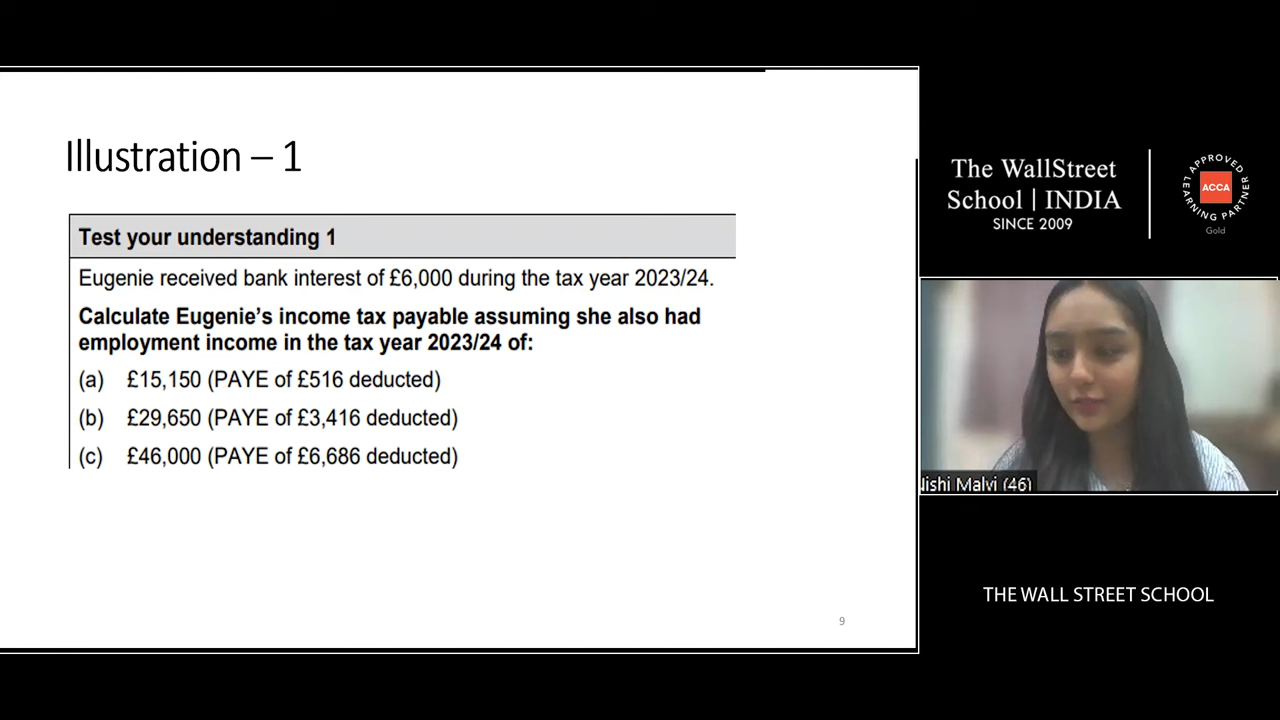 Illustration – 1
Test your understanding 1
Eugenie received bank interest of £6,000 during the tax year 2023/24.
Calculate Eugenie's income tax payable assuming she also had
employment income in the tax year 2023/24 of:
(a) £15,150 (PAYE of £516 deducted)
(b) £29,650 (PAYE of £3,416 deducted)
(c) £46,000 (PAYE of £6,686 deducted)
9
The WallStreet
School | INDIA
SINCE 2009
APPROVED
ACCA
LEARNING PARTNER
Gold
Malvi (46)
THE WALL STREET SCHOOL